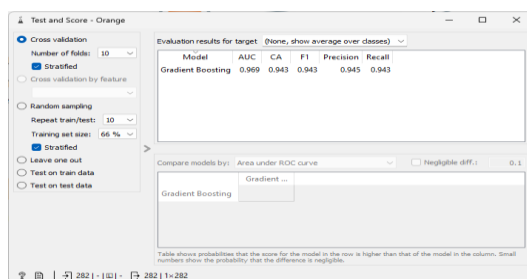 Test and Score - Orange
Cross validation
Number of folds: 10
Stratified
Cross validation by feature
Random sampling
Repeat train/test: 10
Training set size: 66 %
Stratified
Leave one out
Test on train data
Test on test data
Evaluation results for target (None, show average over classes)
Model AUC CA F1 Precision Recall
Gradient Boosting 0.969 0.943 0.943 0.945 0.943
>
Compare models by: Area under ROC curve Negligible diff.: 0.1
Gradient ...
Gradient Boosting
Table shows probabilities that the score for the model in the row is higher than that of the model in the column. Small
numbers show the probability that the difference is negligible.
282 | - | - 282 | 1×282